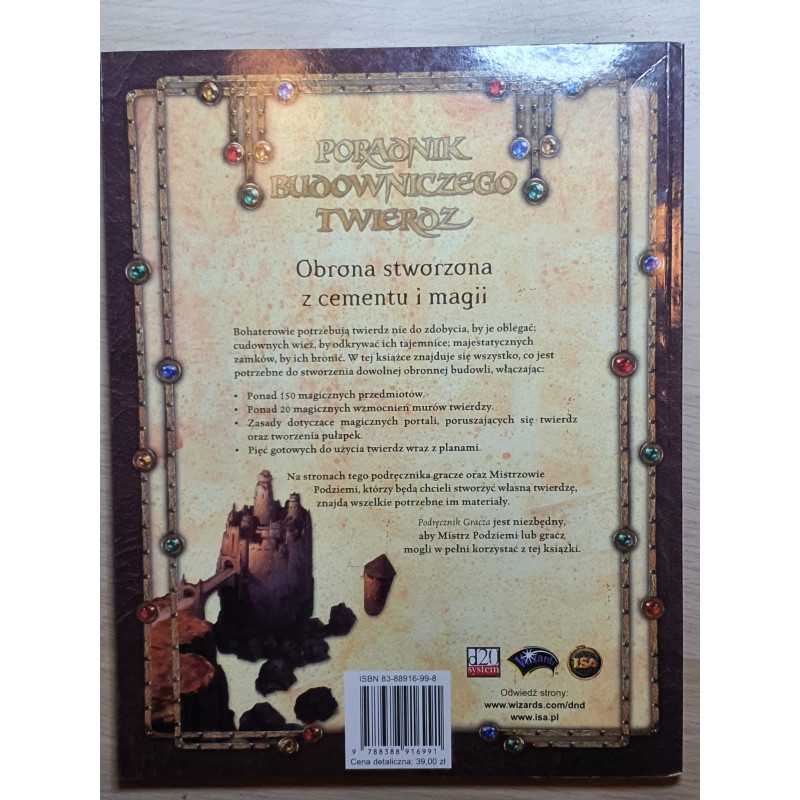 PORADNIK
BUDOWNICZEGO
TWIERDZ
Obrona stworzona
z cementu i magii
Bohaterowie potrzebują twierdz nie do zdobycia, by je oblegać;
cudownych wież, by odkrywać ich tajemnice; majestatycznych
zamków, by ich bronić. W tej książce znajduje się wszystko, co jest
potrzebne do stworzenia dowolnej obronnej budowli, włączając:
• Ponad 150 magicznych przedmiotów.
• Ponad 20 magicznych wzmocnień murów twierdzy.
• Zasady dotyczące magicznych portali, poruszających się twierdz
oraz tworzenia pułapek.
• Pięć gotowych do użycia twierdz wraz z planami.
Na stronach tego podręcznika gracze oraz Mistrzowie
Podziemi, którzy będą chcieli stworzyć własną twierdzę,
znajdą wszelkie potrzebne im materiały.
Podręcznik Gracza jest niezbędny,
aby Mistrz Podziemi lub gracz
mogli w pełni korzystać z tej książki.
d20 system
Wizards
ISA
ISBN 83-88916-99-8
9 788388 916991
Cena detaliczna: 39,00 zł
Odwiedź strony:
www.wizards.com/dnd
www.isa.pl